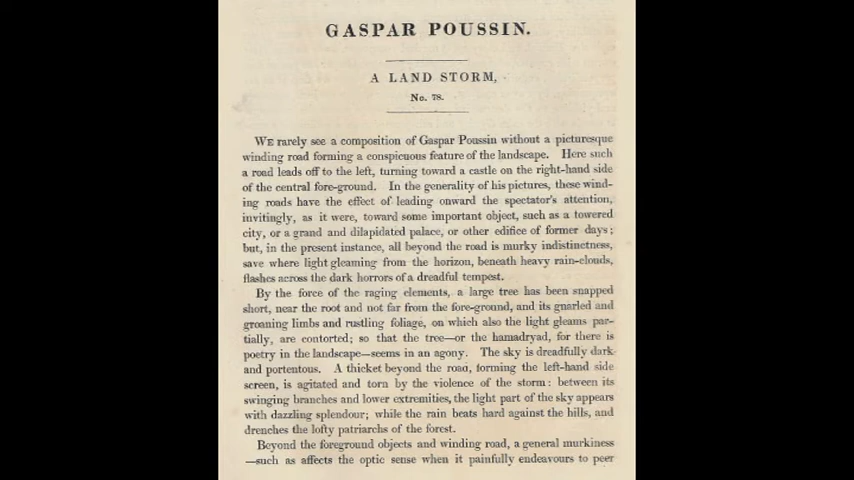 GASPAR POUSSIN.
A LAND STORM,
No. 78.
WE rarely see a composition of Gaspar Poussin without a picturesque
winding road forming a conspicuous feature of the landscape. Here such
a road leads off to the left, turning toward a castle on the right-hand side
of the central fore-ground. In the generality of his pictures, these wind-
ing roads have the effect of leading onward the spectator's attention,
invitingly, as it were, toward some important object, such as a towered
city, or a grand and dilapidated palace, or other edifice of former days;
but, in the present instance, all beyond the road is murky indistinctness,
save where light gleaming from the horizon, beneath heavy rain-clouds,
flashes across the dark horrors of a dreadful tempest.
By the force of the raging elements, a large tree has been snapped
short, near the root and not far from the fore-ground, and its gnarled and
groaning limbs and rustling foliage, on which also the light gleams par-
tially, are contorted; so that the tree—or the hamadryad, for there is
poetry in the landscape—seems in an agony. The sky is dreadfully dark
and portentous. A thicket beyond the road, forming the left-hand side
screen, is agitated and torn by the violence of the storm: between its
swinging branches and lower extremities, the light part of the sky appears
with dazzling splendour; while the rain beats hard against the hills, and
drenches the lofty patriarchs of the forest.
Beyond the foreground objects and winding road, a general murkiness
—such as affects the optic sense when it painfully endeavours to peer